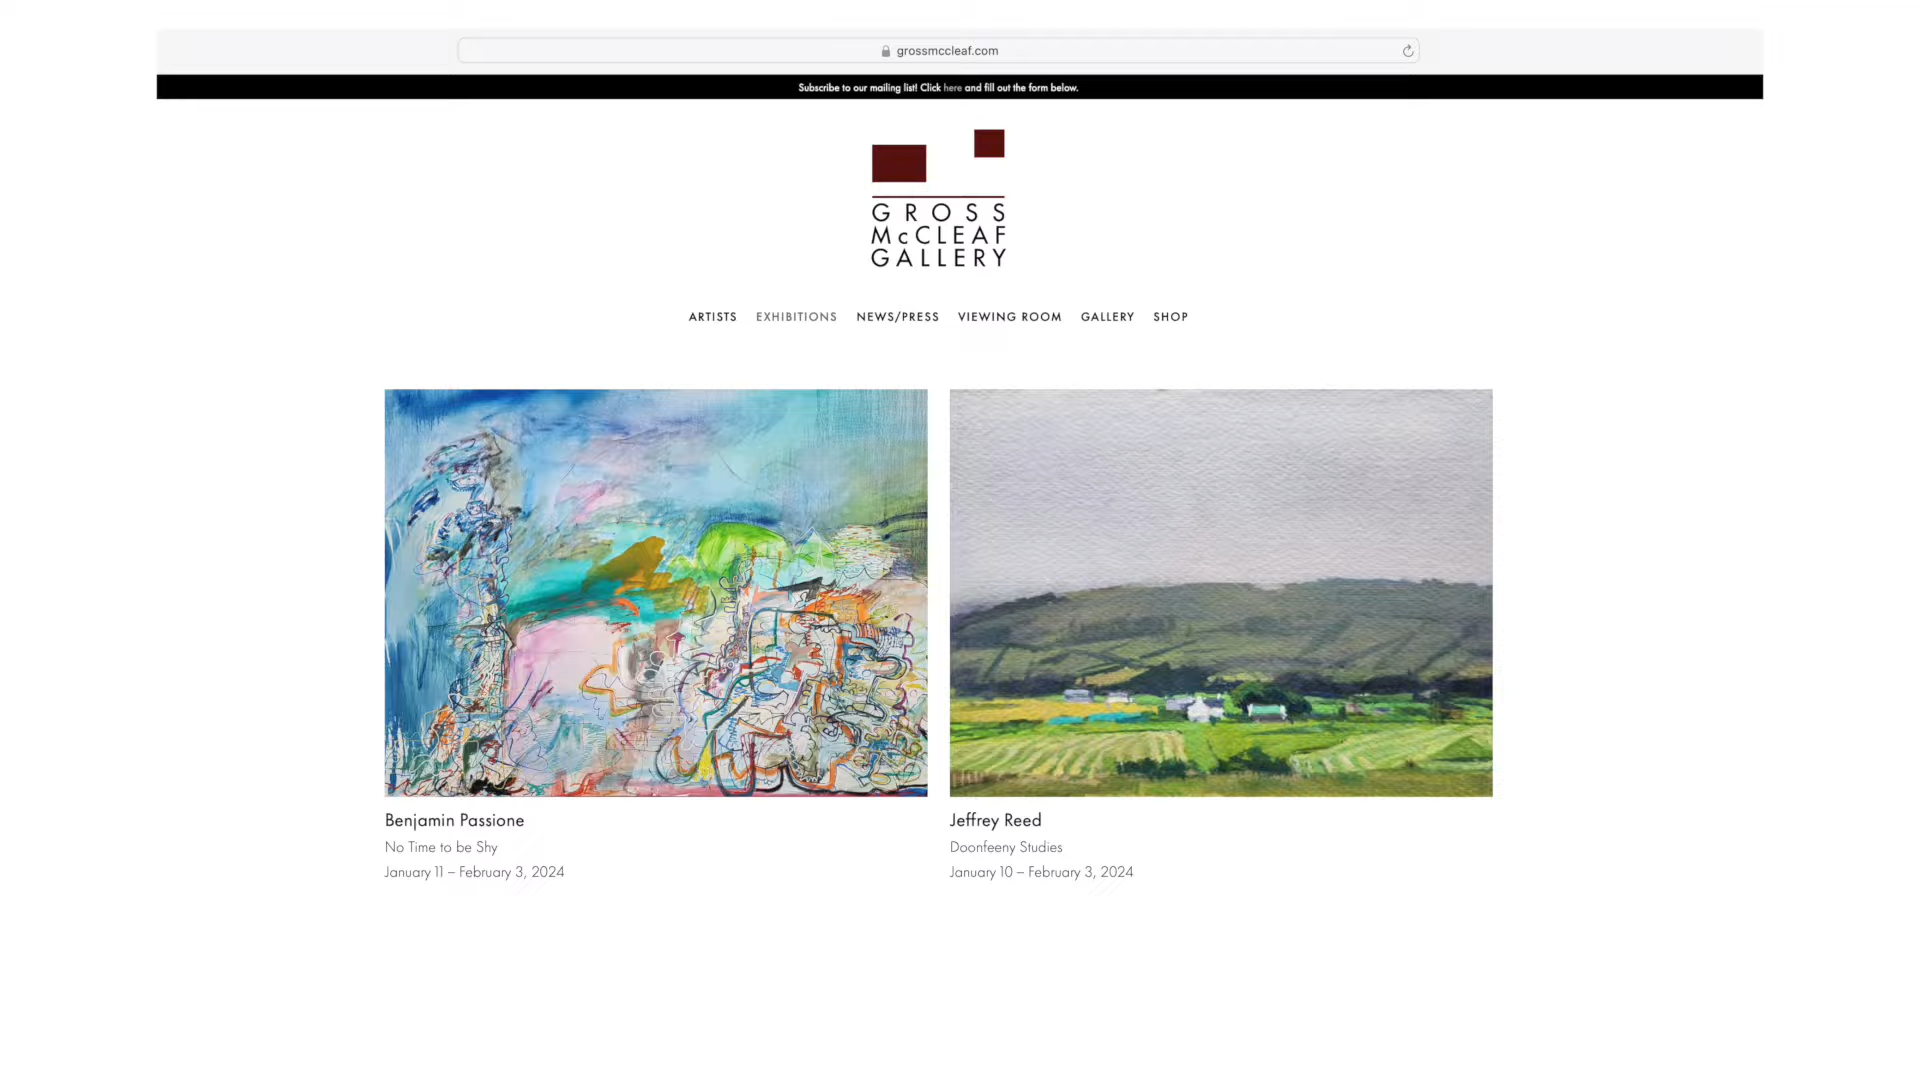 grossmccleaf.com
Subscribe to our mailing list! Click here and fill out the form below.
GROSS
McCLEAF
GALLERY
ARTISTS EXHIBITIONS NEWS/PRESS VIEWING ROOM GALLERY SHOP
Benjamin Passione
No Time to be Shy
January 11 – February 3, 2024
Jeffrey Reed
Doonfeeny Studies
January 10 – February 3, 2024